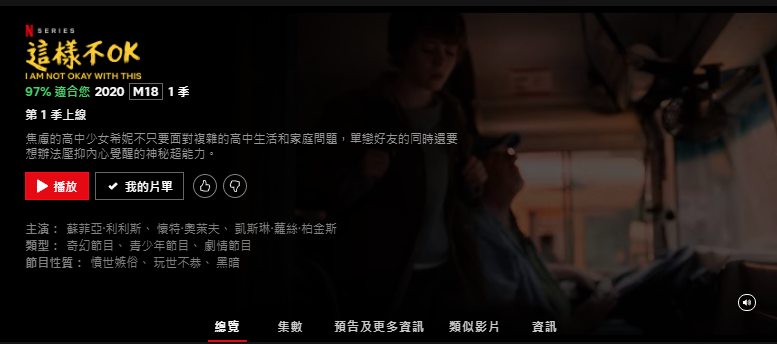 N SERIES
這樣不OK
I AM NOT OKAY WITH THIS
97% 適合您 2020 M18 1 季
第 1 季上線
焦慮的高中少女希妮不只要面對複雜的高中生活和家庭問題，單戀好友的同時還要
想辦法壓抑內心覺醒的神秘超能力。
播放 我的片單
主演： 蘇菲亞·利利斯、 懷特·奧萊夫、 凱斯琳·蘿絲·柏金斯
類型： 奇幻節目、 青少年節目、 劇情節目
節目性質： 憤世嫉俗、 玩世不恭、 黑暗
總覽 集數 預告及更多資訊 類似影片 資訊